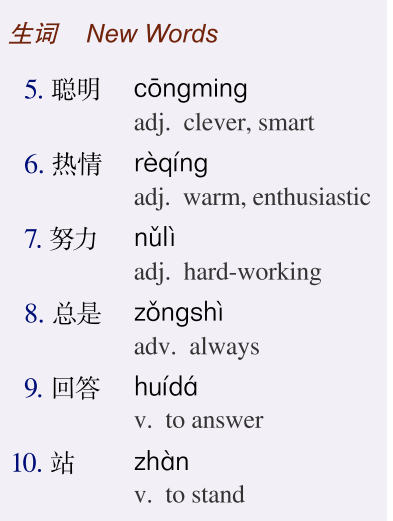 生词 New Words
5. 聪明 cōngming
adj. clever, smart
6. 热情 rèqíng
adj. warm, enthusiastic
7. 努力 nǔlì
adj. hard-working
8. 总是 zǒngshì
adv. always
9. 回答 huídá
v. to answer
10. 站 zhàn
v. to stand